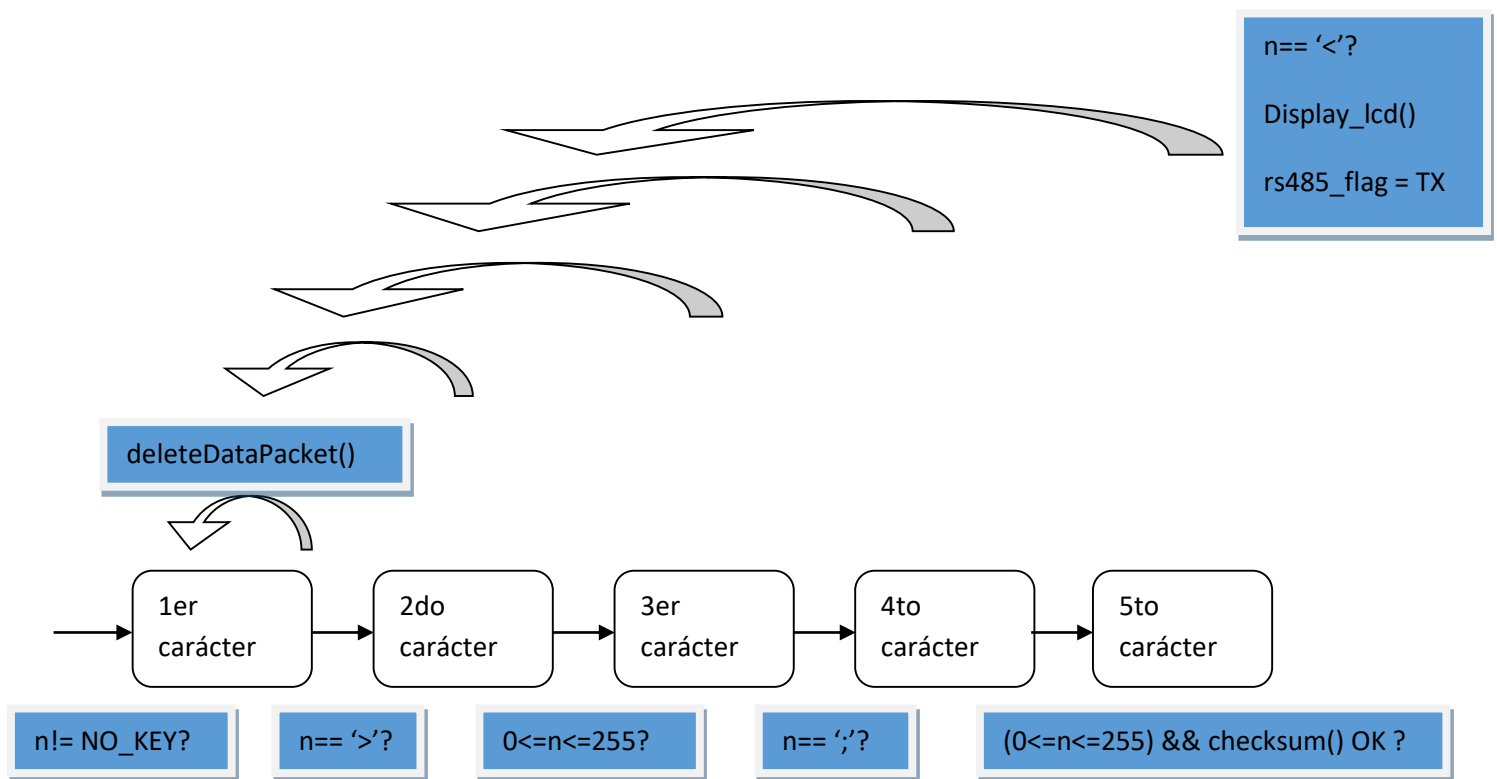 n== ‘<’?
Display_lcd()
rs485_flag = TX
deleteDataPacket()
1er
carácter
2do
carácter
3er
carácter
4to
carácter
5to
carácter
n!= NO_KEY?
n== ‘>’?
0<=n<=255?
n== ‘;’?
(0<=n<=255) && checksum() OK ?